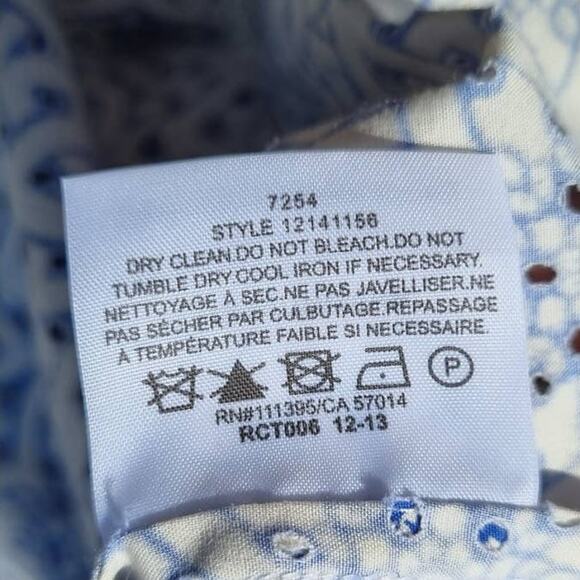 7254
STYLE 12141156
DRY CLEAN.DO NOT BLEACH.DO NOT
TUMBLE DRY.COOL IRON IF NECESSARY.
NETTOYAGE À SEC.NE PAS JAVELLISER.NE
PAS SÉCHER PAR CULBUTAGE.REPASSAGE
À TEMPÉRATURE FAIBLE SI NECESSAIRE
P
RN#111395/CA 57014
RCT006 12-13